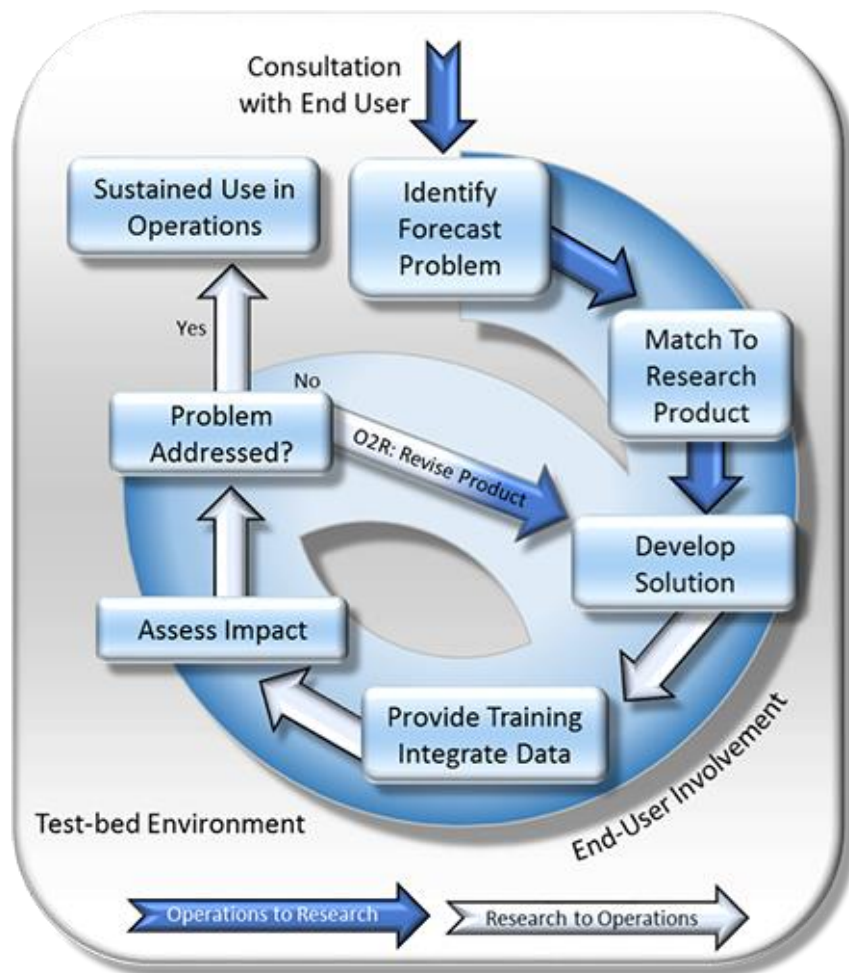 Consultation
with End User
Identify
Forecast
Problem
Sustained Use in
Operations
Match To
Research
Product
Yes
No
Problem
Addressed?
O2R: Revise Product
Develop
Solution
Assess Impact
Provide Training
Integrate Data
Test-bed Environment
End-User Involvement
Operations to Research
Research to Operations